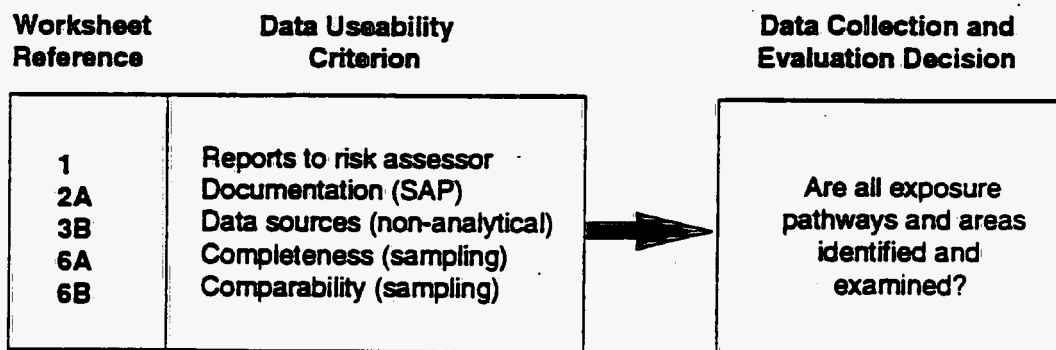 Worksheet Reference
Data Useability Criterion
Data Collection and Evaluation Decision
1 Reports to risk assessor
2A Documentation (SAP)
3B Data sources (non-analytical)
6A Completeness (sampling)
6B Comparability (sampling)
Are all exposure
pathways and areas
identified and
examined?